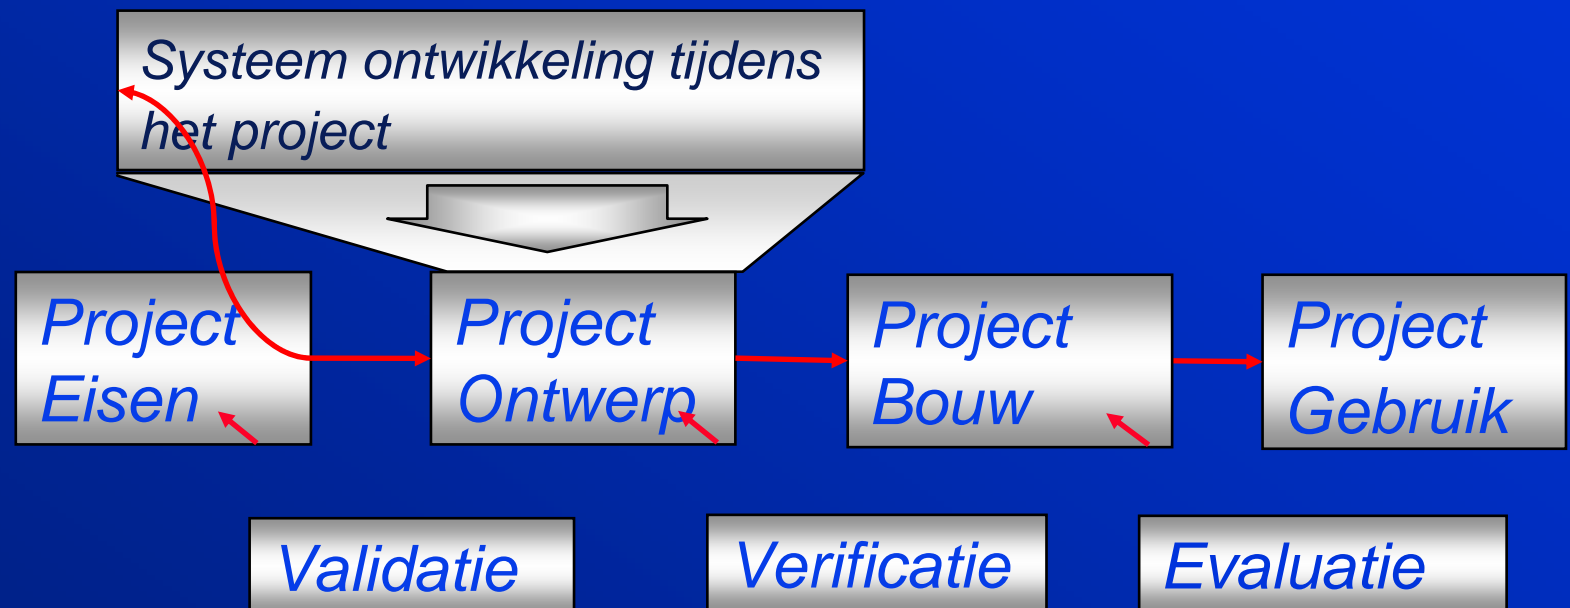 Systeem ontwikkeling tijdens
het project
Project
Eisen
Project
Ontwerp
Project
Bouw
Project
Gebruik
Validatie
Verificatie
Evaluatie